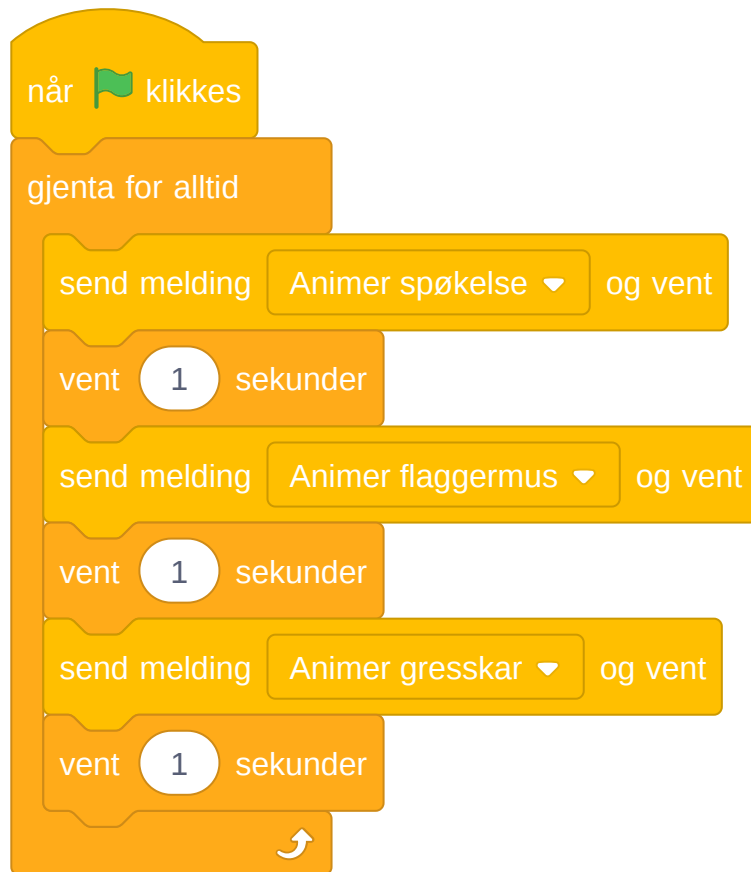 når klikkes
gjenta for alltid
send melding Animer spøkelse og vent
vent 1 sekunder
send melding Animer flaggermus og vent
vent 1 sekunder
send melding Animer gresskar og vent
vent 1 sekunder